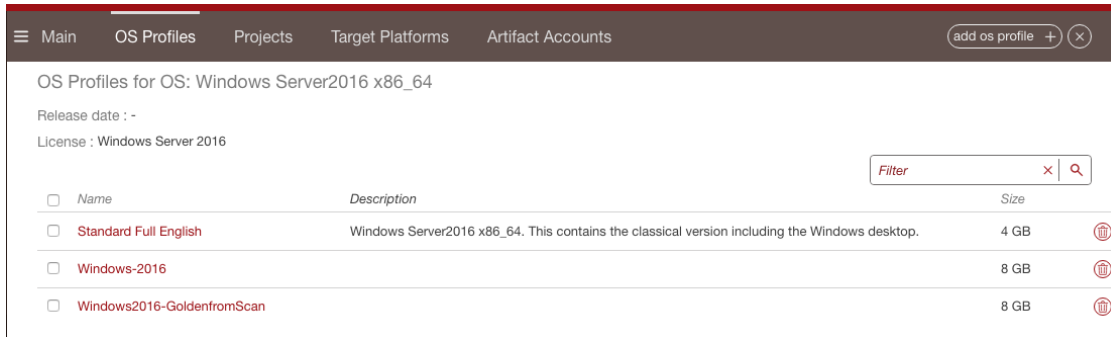 Main OS Profiles Projects Target Platforms Artifact Accounts add os profile +
OS Profiles for OS: Windows Server2016 x86_64
Release date : -
License : Windows Server 2016
Filter
Name Description Size
Standard Full English Windows Server2016 x86_64. This contains the classical version including the Windows desktop. 4 GB
Windows-2016 8 GB
Windows2016-GoldenfromScan 8 GB